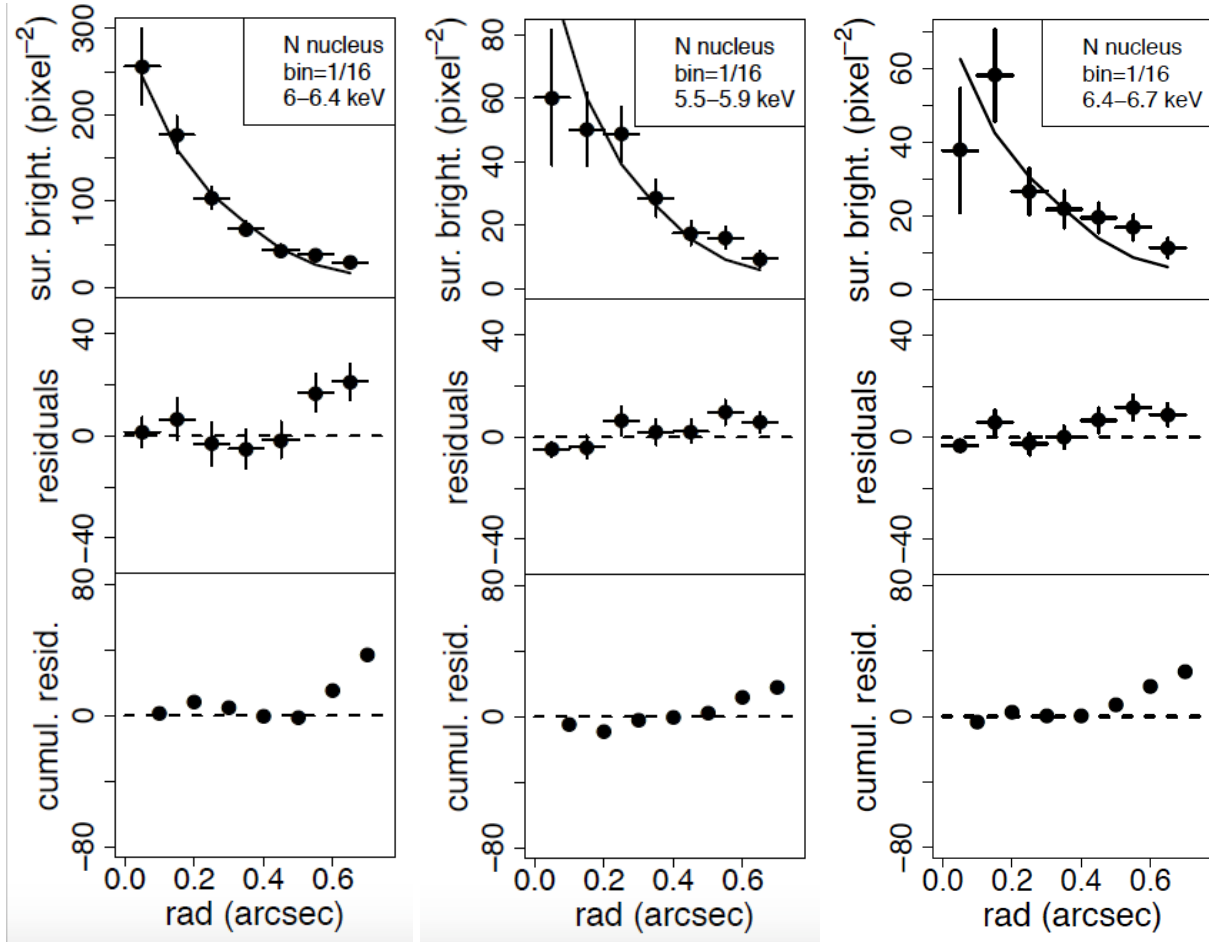 sur. bright. (pixel⁻²)
300
200
100
0
N nucleus
bin=1/16
6–6.4 keV
residuals
40
0
−40
cumul. resid.
80
0
−80
0.0 0.2 0.4 0.6
rad (arcsec)
sur. bright. (pixel⁻²)
80
60
40
20
0
N nucleus
bin=1/16
5.5–5.9 keV
residuals
40
0
−40
cumul. resid.
80
0
−80
0.0 0.2 0.4 0.6
rad (arcsec)
sur. bright. (pixel⁻²)
60
40
20
0
N nucleus
bin=1/16
6.4–6.7 keV
residuals
40
0
−40
cumul. resid.
80
0
−80
0.0 0.2 0.4 0.6
rad (arcsec)